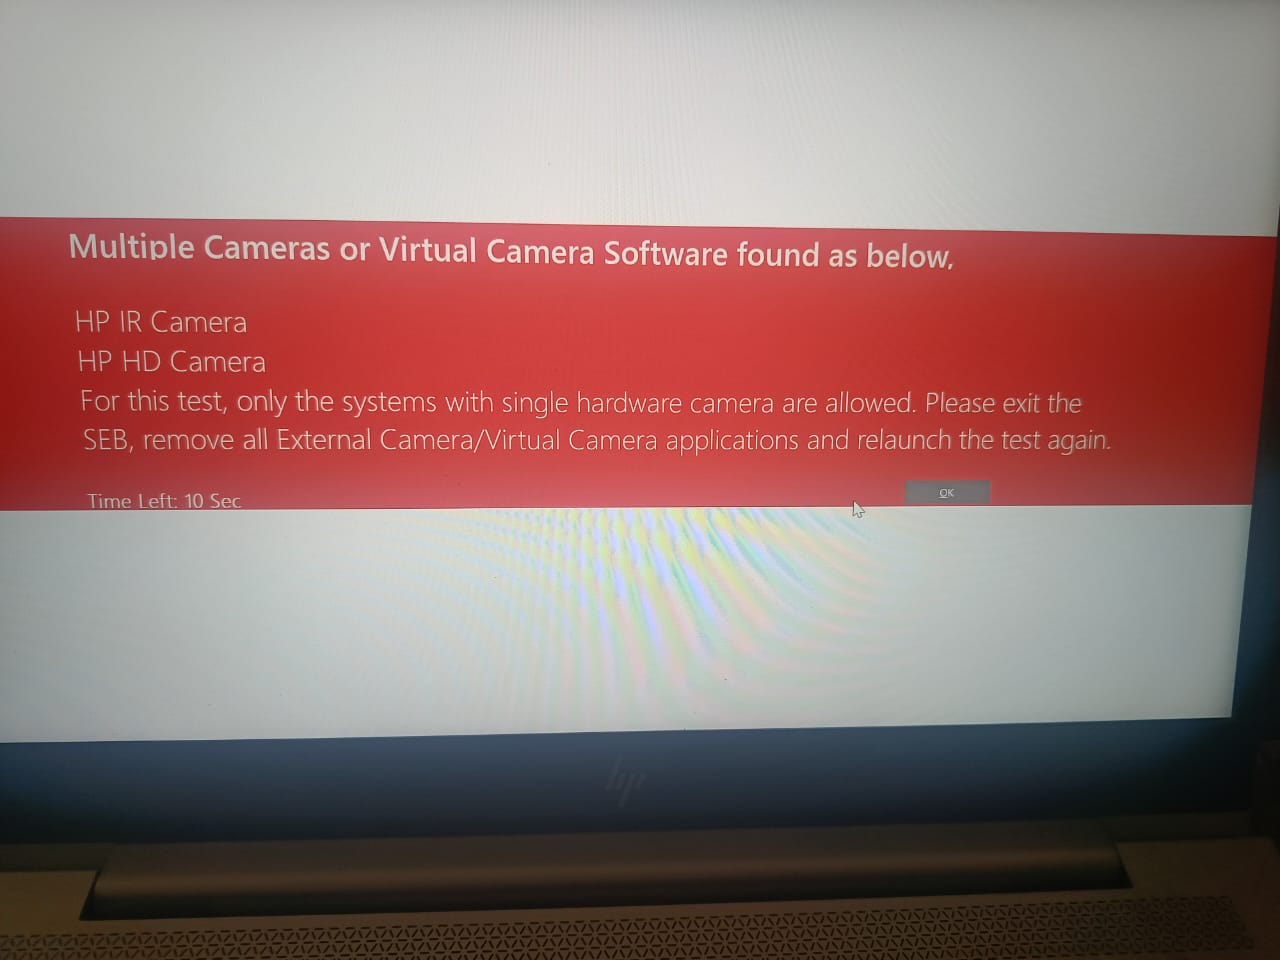 Multiple Cameras or Virtual Camera Software found as below,
HP IR Camera
HP HD Camera
For this test, only the systems with single hardware camera are allowed. Please exit the
SEB, remove all External Camera/Virtual Camera applications and relaunch the test again.
Time Left: 10 Sec
OK
hp